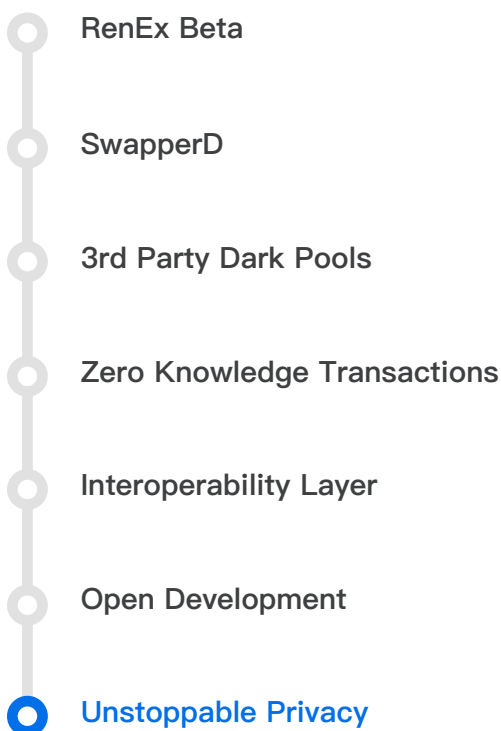 RenEx Beta
SwapperD
3rd Party Dark Pools
Zero Knowledge Transactions
Interoperability Layer
Open Development
Unstoppable Privacy